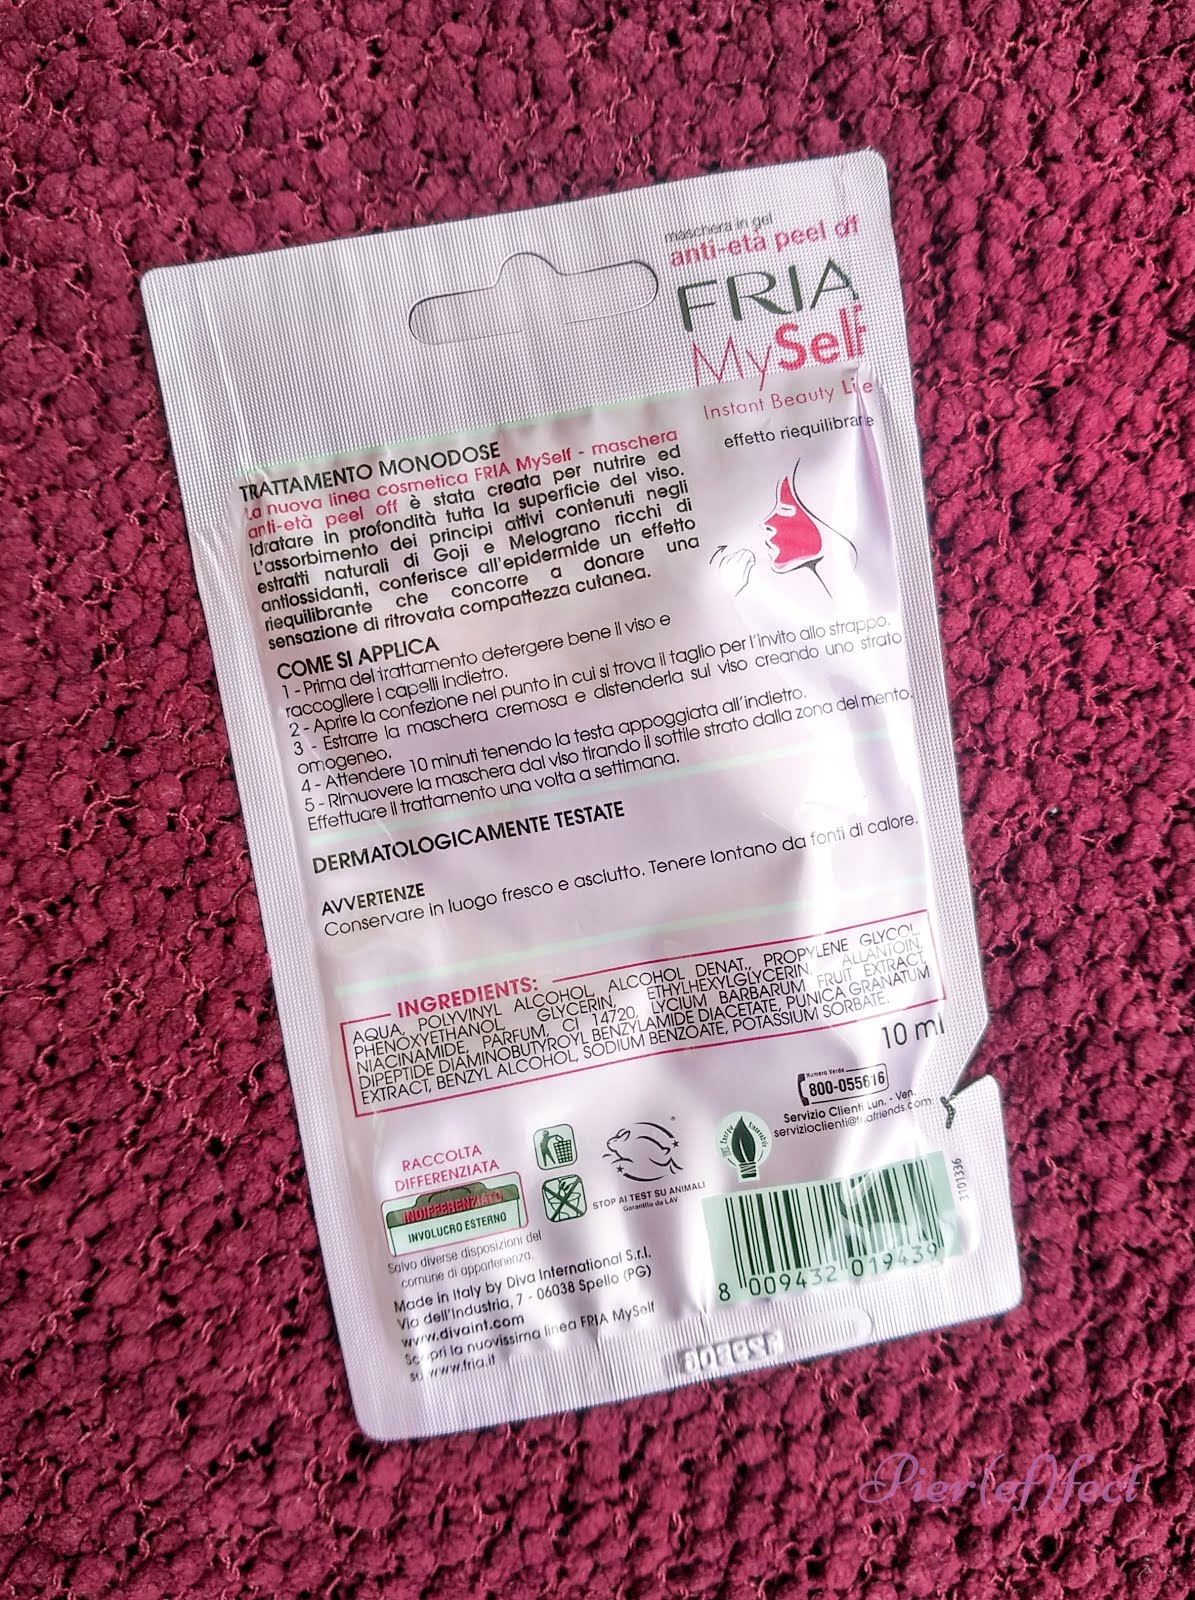 maschera in gel
anti-età peel off
FRIA
MySelf
Instant Beauty Line
effetto riequilibrante
TRATTAMENTO MONODOSE
La nuova linea cosmetica FRIA MySelf - maschera
anti-età peel off è stata creata per nutrire ed
idratare in profondità tutta la superficie del viso.
L'assorbimento dei principi attivi contenuti negli
estratti naturali di Goji e Melograno ricchi di
antiossidanti, conferisce all'epidermide un effetto
riequilibrante che concorre a donare una
sensazione di ritrovata compattezza cutanea.
COME SI APPLICA
1 - Prima del trattamento detergere bene il viso e
raccogliere i capelli indietro.
2 - Aprire la confezione nel punto in cui si trova il taglio per l'invito allo strappo.
3 - Estrarre la maschera cremosa e distenderla sul viso creando uno strato
omogeneo.
4 - Attendere 10 minuti tenendo la testa appoggiata all'indietro.
5 - Rimuovere la maschera dal viso tirando il sottile strato dalla zona del mento.
Effettuare il trattamento una volta a settimana.
DERMATOLOGICAMENTE TESTATE
AVVERTENZE
Conservare in luogo fresco e asciutto. Tenere lontano da fonti di calore.
INGREDIENTS:
AQUA, POLYVINYL ALCOHOL, ALCOHOL DENAT., PROPYLENE GLYCOL,
PHENOXYETHANOL, GLYCERIN, ETHYLHEXYLGLYCERIN, ALLANTOIN,
NIACINAMIDE, PARFUM, CI 14720, LYCIUM BARBARUM FRUIT EXTRACT,
DIPEPTIDE DIAMINOBUTYROYL BENZYLAMIDE DIACETATE, PUNICA GRANATUM
EXTRACT, BENZYL ALCOHOL, SODIUM BENZOATE, POTASSIUM SORBATE.
10 ml
Numero Verde
800-055616
Servizio Clienti Lun. - Ven.
servizioclienti@friafriends.com
RACCOLTA
DIFFERENZIATA
INDIFFERENZIATO
INVOLUCRO ESTERNO
Salvo diverse disposizioni del
comune di appartenenza.
STOP AI TEST SU ANIMALI
Garantito da LAV
100% Energia Rinnovabile
3101336
8 009432 019439
Made in Italy by Diva International S.r.l.
Via dell'Industria, 7 - 06038 Spello (PG)
www.divaint.com
Scopri la nuovissima linea FRIA MySelf
su www.fria.it
Pier(ef)fect